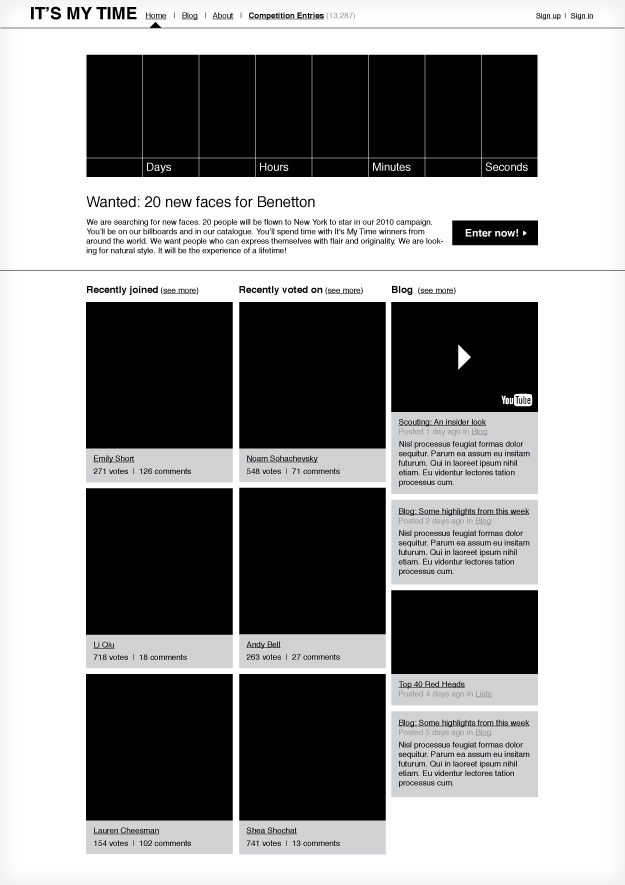 IT'S MY TIME Home | Blog | About | Competition Entries (13,287) Sign up | Sign in
Days Hours Minutes Seconds
Wanted: 20 new faces for Benetton
We are searching for new faces. 20 people will be flown to New York to star in our 2010 campaign.
You'll be on our billboards and in our catalogue. You'll spend time with It's My Time winners from
around the world. We want people who can express themselves with flair and originality. We are look-
ing for natural style. It will be the experience of a lifetime!
Enter now!
Recently joined (see more)
Emily Short
271 votes | 126 comments
Li Qiu
718 votes | 18 comments
Lauren Cheesman
154 votes | 102 comments
Recently voted on (see more)
Noam Sohachevsky
548 votes | 71 comments
Andy Bell
263 votes | 27 comments
Shea Shochat
741 votes | 13 comments
Blog (see more)
YouTube
Scouting: An insider look
Posted 1 day ago in Blog
Nisl processus feugiat formas dolor
sequitur. Parum ea assum eu insitam
futurum. Qui in laoreet ipsum nihil
etiam. Eu videntur lectores tation
processus cum.
Blog: Some highlights from this week
Posted 2 days ago in Blog
Nisl processus feugiat formas dolor
sequitur. Parum ea assum eu insitam
futurum. Qui in laoreet ipsum nihil
etiam. Eu videntur lectores tation
processus cum.
Top 40 Red Heads
Posted 4 days ago in Lists
Blog: Some highlights from this week
Posted 5 days ago in Blog
Nisl processus feugiat formas dolor
sequitur. Parum ea assum eu insitam
futurum. Qui in laoreet ipsum nihil
etiam. Eu videntur lectores tation
processus cum.